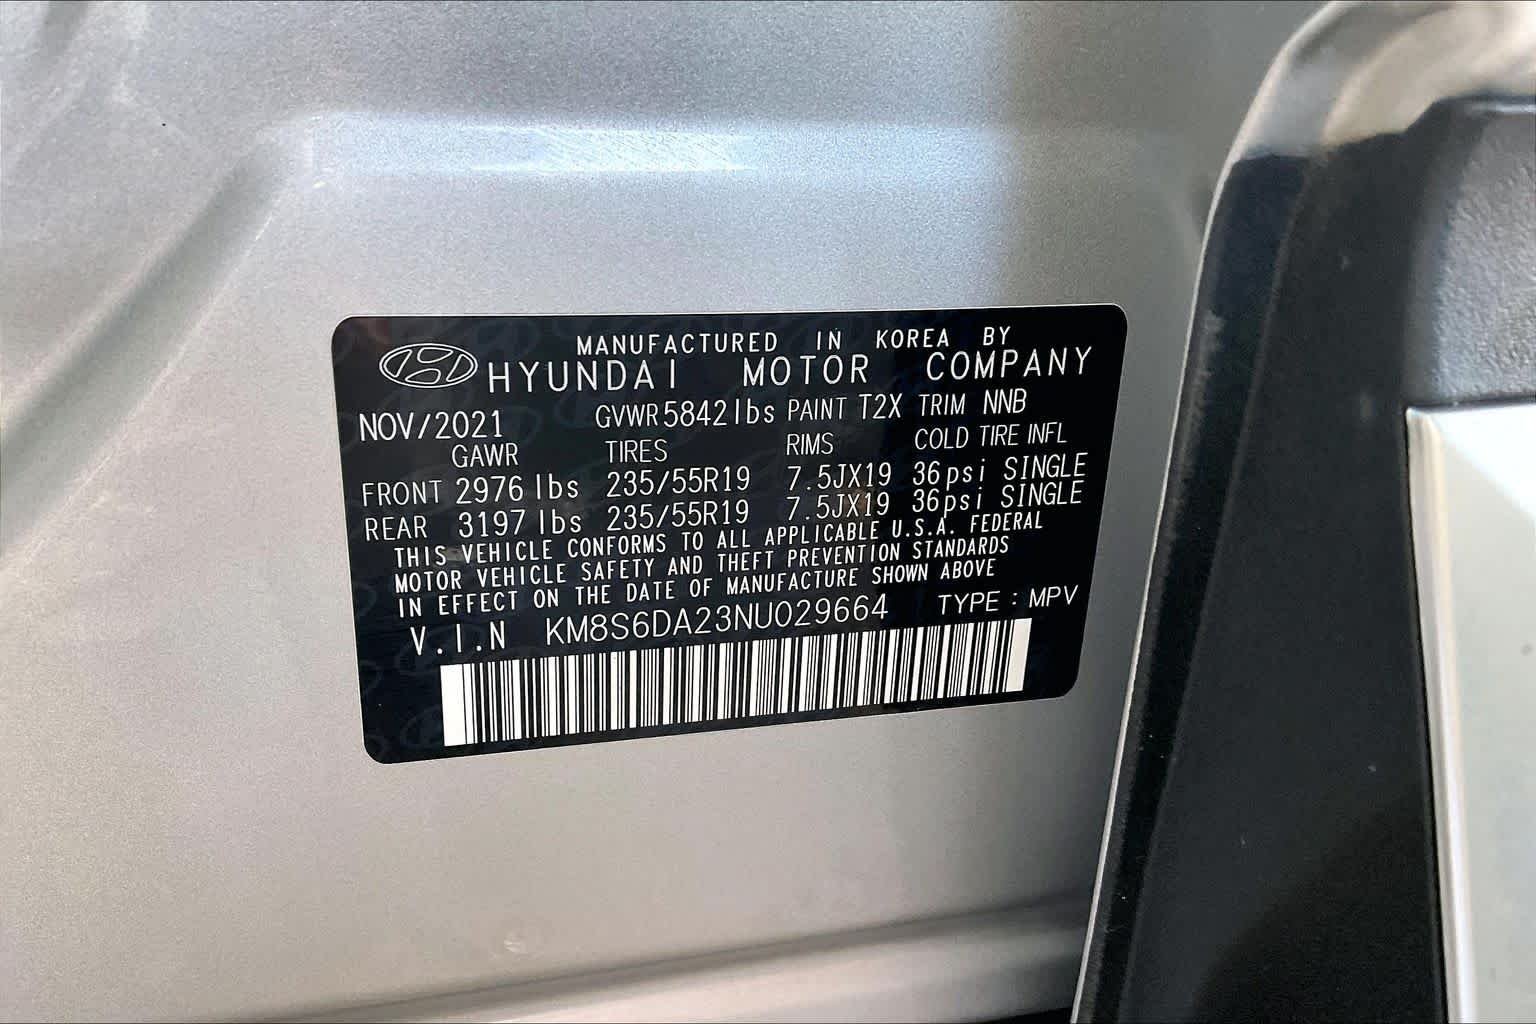 MANUFACTURED IN KOREA BY
HYUNDAI MOTOR COMPANY
NOV/2021 GVWR 5842lbs PAINT T2X TRIM NNB
GAWR TIRES RIMS COLD TIRE INFL
FRONT 2976 lbs 235/55R19 7.5JX19 36psi SINGLE
REAR 3197 lbs 235/55R19 7.5JX19 36psi SINGLE
THIS VEHICLE CONFORMS TO ALL APPLICABLE U.S.A. FEDERAL
MOTOR VEHICLE SAFETY AND THEFT PREVENTION STANDARDS
IN EFFECT ON THE DATE OF MANUFACTURE SHOWN ABOVE
V.I.N KM8S6DA23NU029664 TYPE : MPV